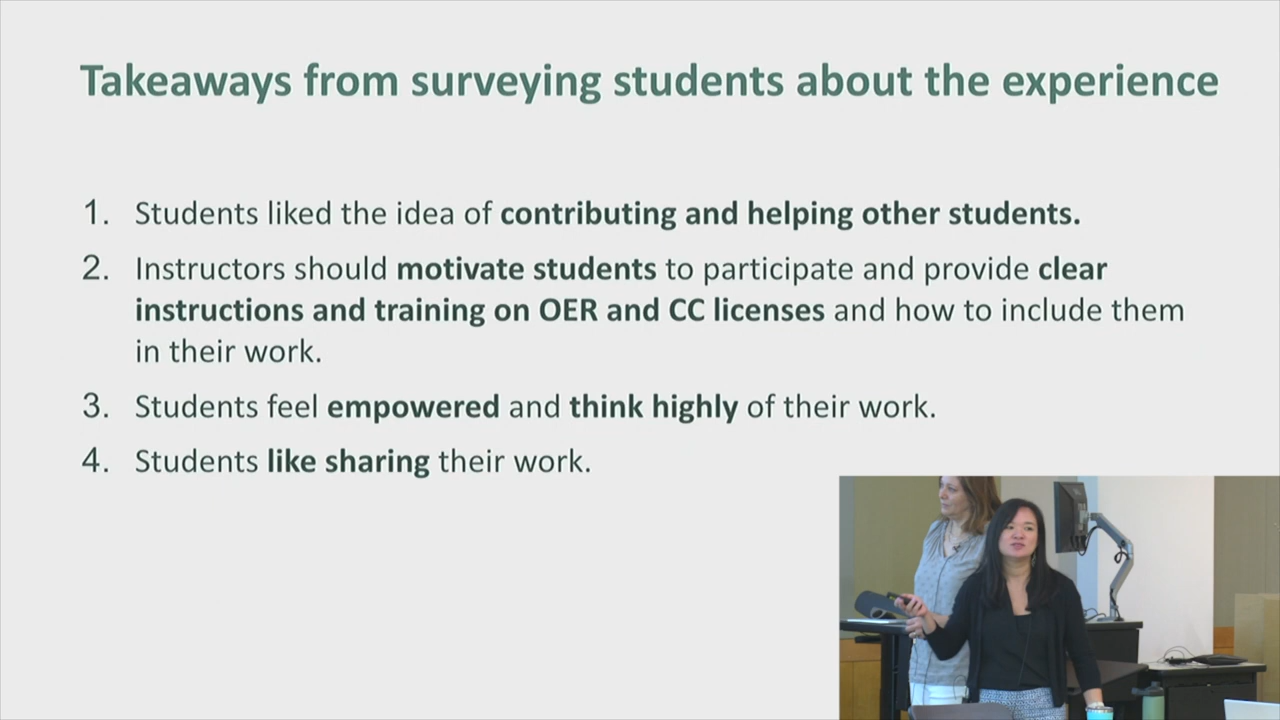 Takeaways from surveying students about the experience
1. Students liked the idea of contributing and helping other students.
2. Instructors should motivate students to participate and provide clear
instructions and training on OER and CC licenses and how to include them
in their work.
3. Students feel empowered and think highly of their work.
4. Students like sharing their work.